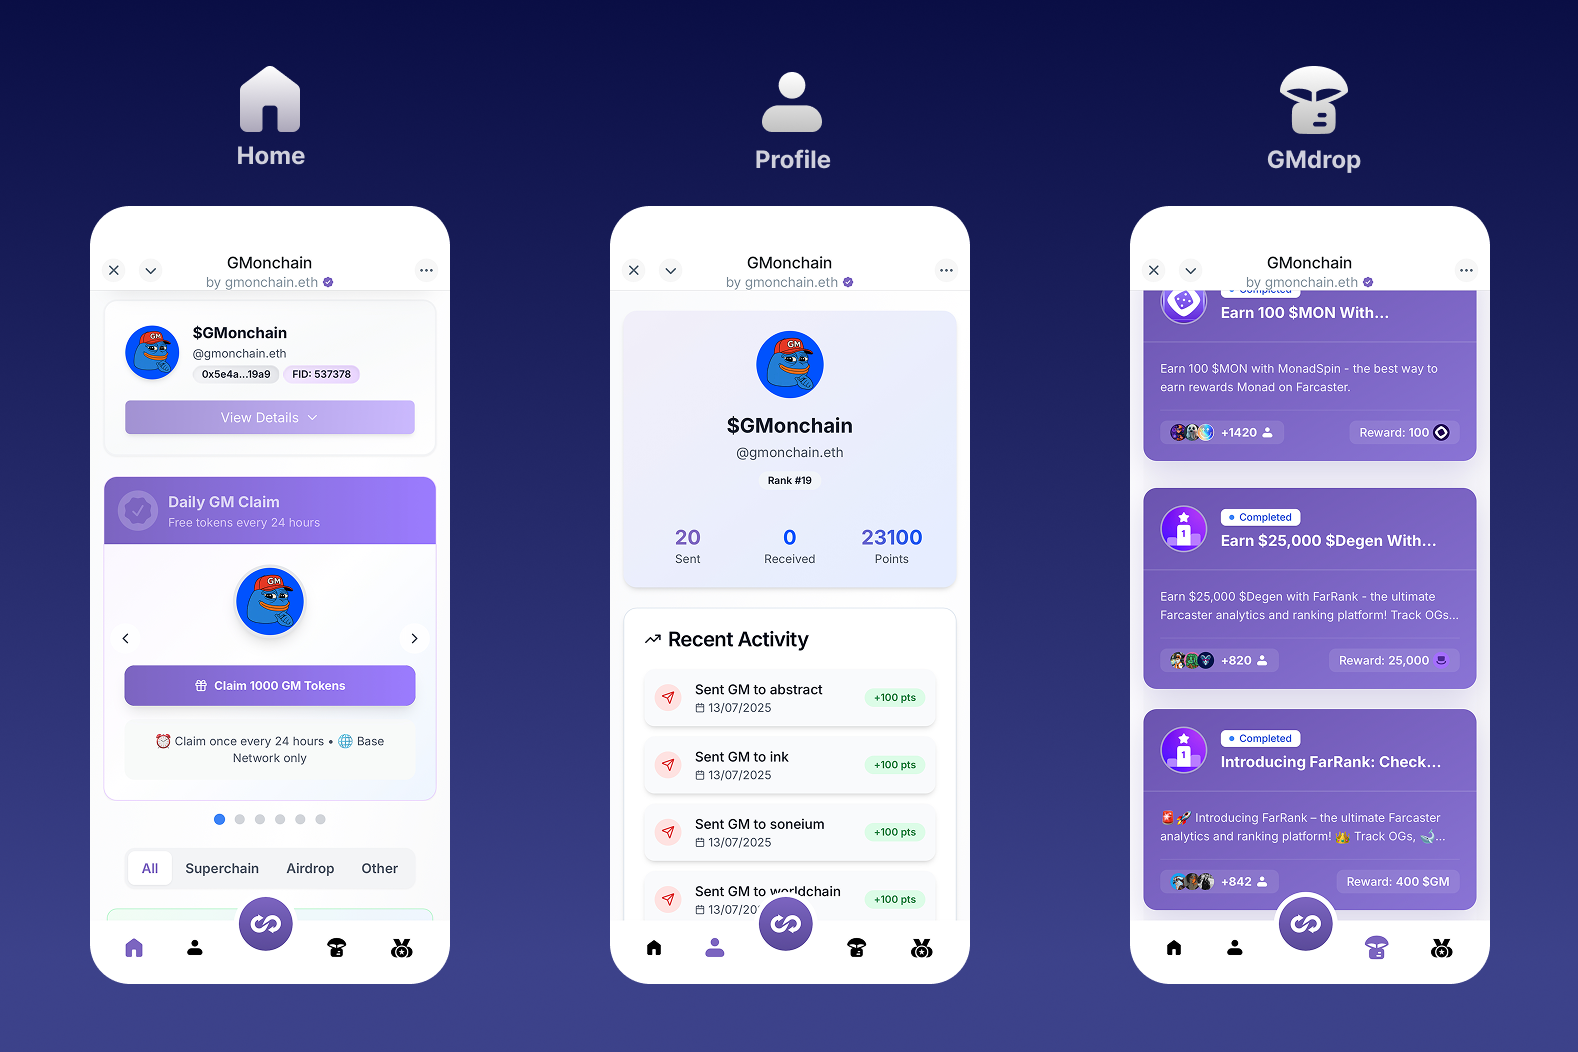 Home
GMonchain
by gmonchain.eth
$GMonchain
@gmonchain.eth
0x5e4a...19a9 FID: 537378
View Details
Daily GM Claim
Free tokens every 24 hours
GM
Claim 1000 GM Tokens
⏰ Claim once every 24 hours • 🌐 Base
Network only
All Superchain Airdrop Other
Profile
GMonchain
by gmonchain.eth
GM
$GMonchain
@gmonchain.eth
Rank #19
20 0 23100
Sent Received Points
Recent Activity
Sent GM to abstract
13/07/2025
+100 pts
Sent GM to ink
13/07/2025
+100 pts
Sent GM to soneium
13/07/2025
+100 pts
Sent GM to worldchain
13/07/20
+100 pts
GMdrop
GMonchain
by gmonchain.eth
Completed
Earn 100 $MON With...
Earn 100 $MON with MonadSpin - the best way to
earn rewards Monad on Farcaster.
+1420 Reward: 100
1
Completed
Earn $25,000 $Degen With...
Earn $25,000 $Degen with FarRank - the ultimate
Farcaster analytics and ranking platform! Track OGs...
+820 Reward: 25,000
1
Completed
Introducing FarRank: Check...
🚨🚀 Introducing FarRank – the ultimate Farcaster
analytics and ranking platform! 👑 Track OGs, 🐋...
+842 Reward: 400 $GM